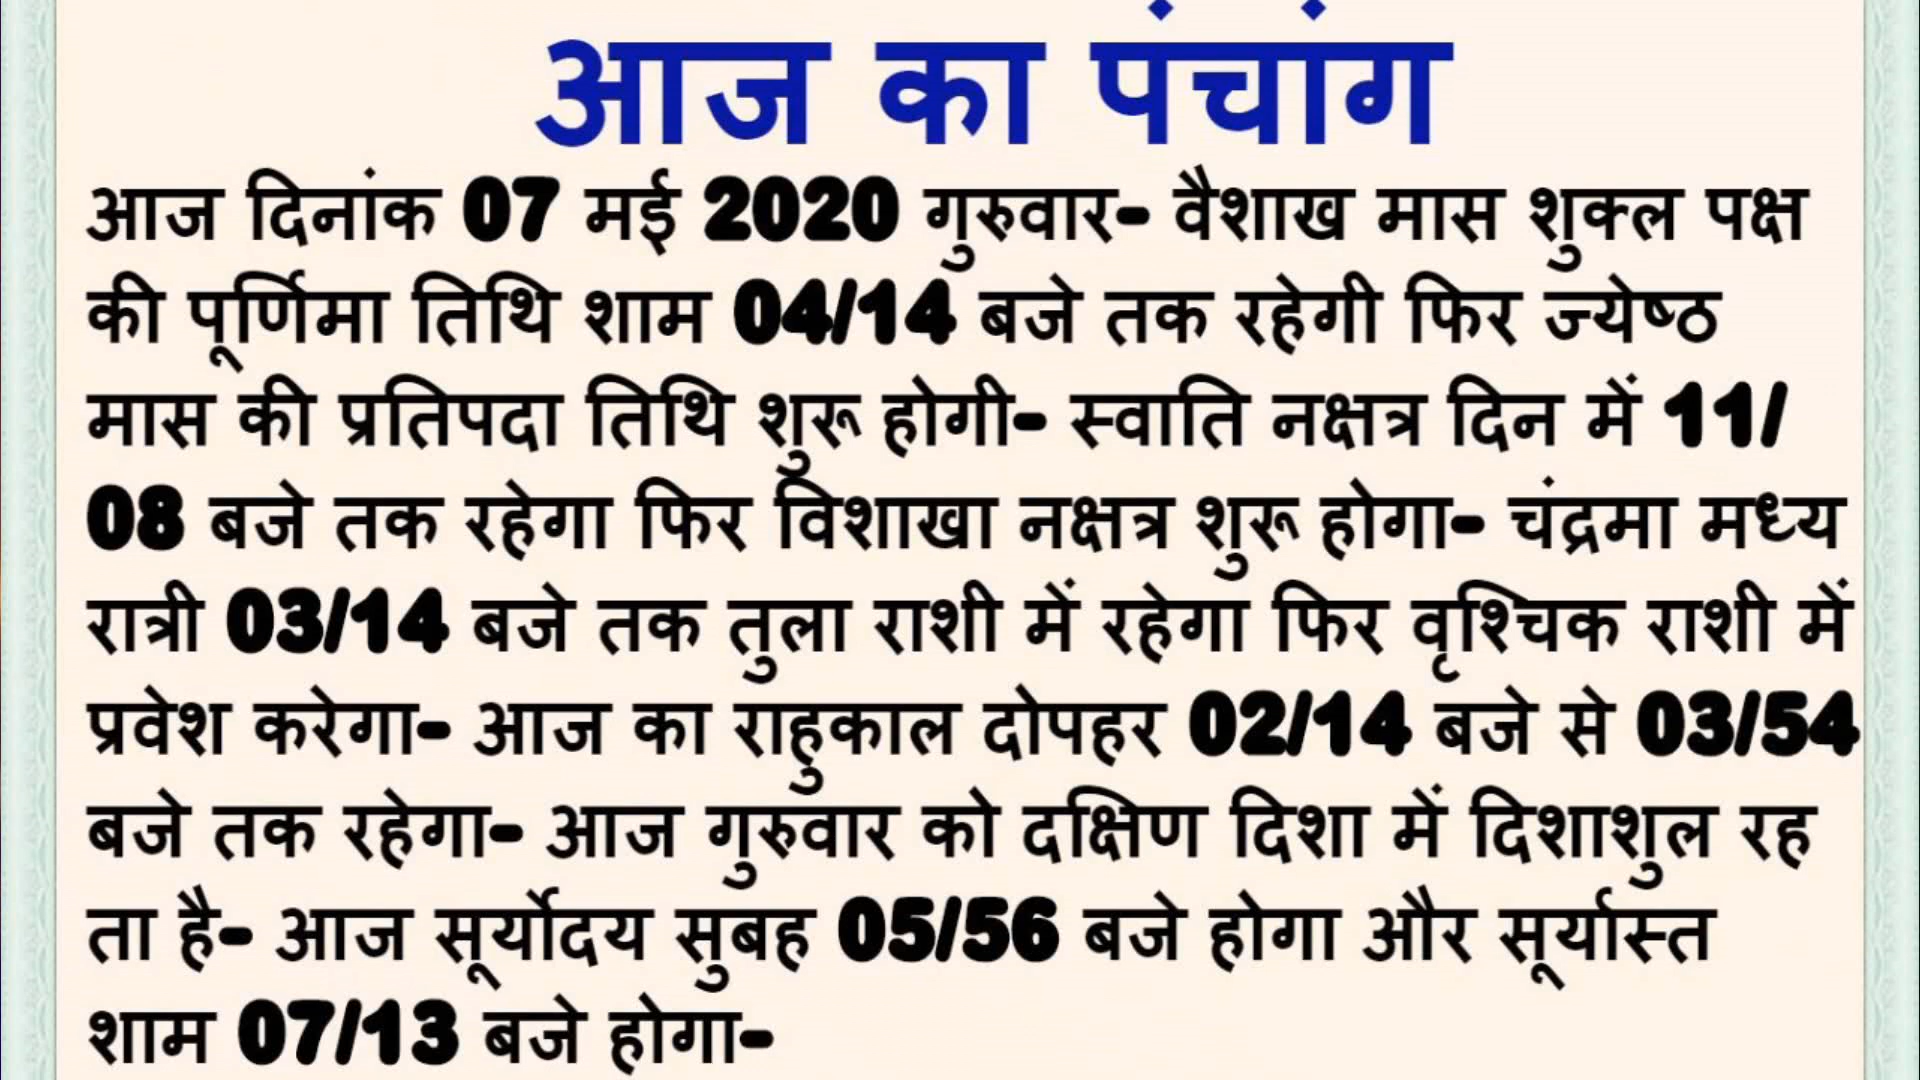 आज का पंचांग
आज दिनांक 07 मई 2020 गुरुवार- वैशाख मास शुक्ल पक्ष
की पूर्णिमा तिथि शाम 04/14 बजे तक रहेगी फिर ज्येष्ठ
मास की प्रतिपदा तिथि शुरू होगी- स्वाति नक्षत्र दिन में 11/
08 बजे तक रहेगा फिर विशाखा नक्षत्र शुरू होगा- चंद्रमा मध्य
रात्री 03/14 बजे तक तुला राशी में रहेगा फिर वृश्चिक राशी में
प्रवेश करेगा- आज का राहुकाल दोपहर 02/14 बजे से 03/54
बजे तक रहेगा- आज गुरुवार को दक्षिण दिशा में दिशाशुल रह
ता है- आज सूर्योदय सुबह 05/56 बजे होगा और सूर्यास्त
शाम 07/13 बजे होगा-